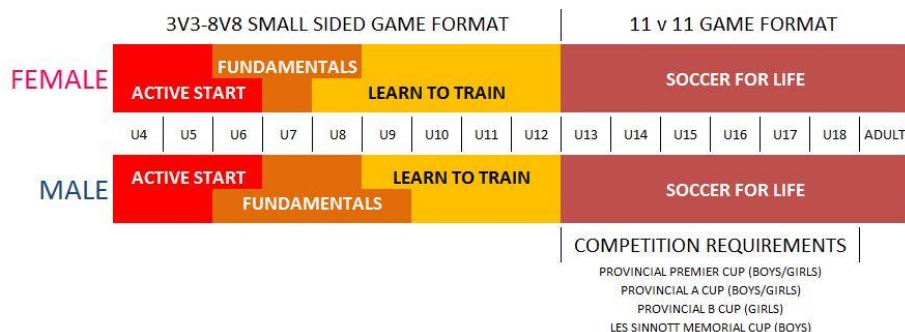 3V3-8V8 SMALL SIDED GAME FORMAT
11 v 11 GAME FORMAT
FEMALE
FUNDAMENTALS
ACTIVE START
LEARN TO TRAIN
SOCCER FOR LIFE
U4 U5 U6 U7 U8 U9 U10 U11 U12 U13 U14 U15 U16 U17 U18 ADULT
MALE
ACTIVE START
LEARN TO TRAIN
FUNDAMENTALS
SOCCER FOR LIFE
COMPETITION REQUIREMENTS
PROVINCIAL PREMIER CUP (BOYS/GIRLS)
PROVINCIAL A CUP (BOYS/GIRLS)
PROVINCIAL B CUP (GIRLS)
LES SINNOTT MEMORIAL CUP (BOYS)